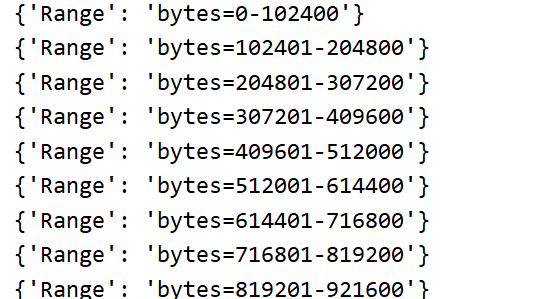 {'Range': 'bytes=0-102400'}
{'Range': 'bytes=102401-204800'}
{'Range': 'bytes=204801-307200'}
{'Range': 'bytes=307201-409600'}
{'Range': 'bytes=409601-512000'}
{'Range': 'bytes=512001-614400'}
{'Range': 'bytes=614401-716800'}
{'Range': 'bytes=716801-819200'}
{'Range': 'bytes=819201-921600'}